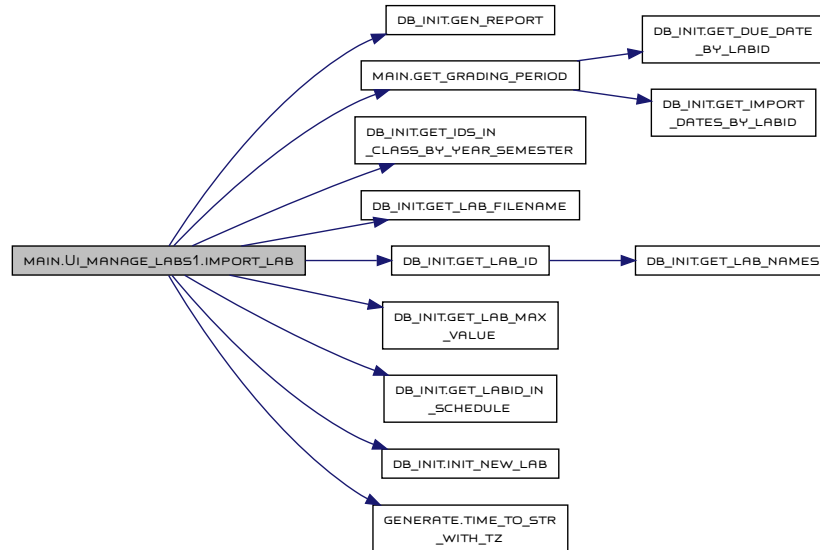 MAIN.UI_MANAGE_LABS1.IMPORT_LAB
DB_INIT.GEN_REPORT
MAIN.GET_GRADING_PERIOD
DB_INIT.GET_DUE_DATE
_BY_LABID
DB_INIT.GET_IMPORT
_DATES_BY_LABID
DB_INIT.GET_IDS_IN
_CLASS_BY_YEAR_SEMESTER
DB_INIT.GET_LAB_FILENAME
DB_INIT.GET_LAB_ID
DB_INIT.GET_LAB_NAMES
DB_INIT.GET_LAB_MAX
_VALUE
DB_INIT.GET_LABID_IN
_SCHEDULE
DB_INIT.INIT_NEW_LAB
GENERATE.TIME_TO_STR
_WITH_TZ